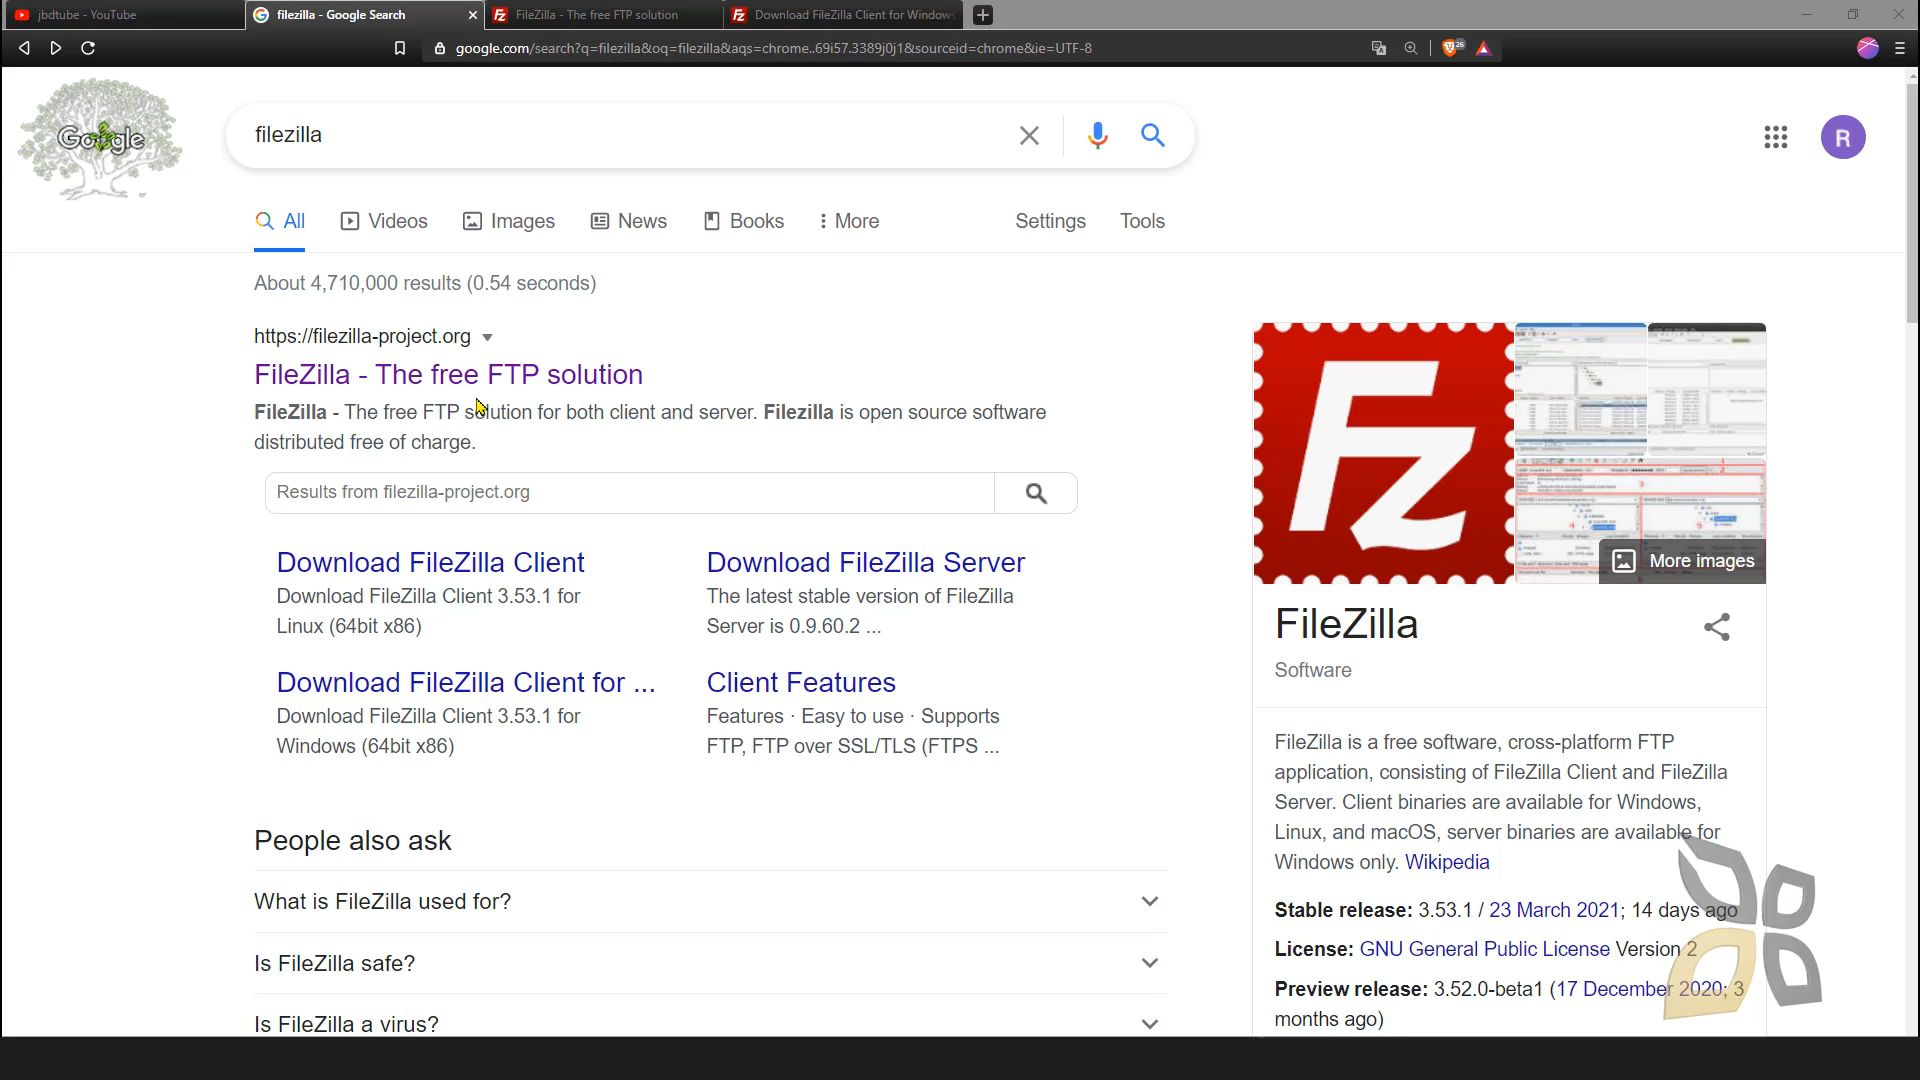 jbdtube - YouTube
filezilla - Google Search
FileZilla - The free FTP solution
Download FileZilla Client for Window
google.com/search?q=filezilla&oq=filezilla&aqs=chrome..69i57.3389j0j1&sourceid=chrome&ie=UTF-8
26
Google
filezilla
R
All
Videos
Images
News
Books
More
Settings
Tools
About 4,710,000 results (0.54 seconds)
https://filezilla-project.org
FileZilla - The free FTP solution
FileZilla - The free FTP solution for both client and server. Filezilla is open source software
distributed free of charge.
Results from filezilla-project.org
Download FileZilla Client
Download FileZilla Client 3.53.1 for
Linux (64bit x86)
Download FileZilla Server
The latest stable version of FileZilla
Server is 0.9.60.2 ...
Download FileZilla Client for ...
Download FileZilla Client 3.53.1 for
Windows (64bit x86)
Client Features
Features · Easy to use · Supports
FTP, FTP over SSL/TLS (FTPS ...
People also ask
What is FileZilla used for?
Is FileZilla safe?
Is FileZilla a virus?
Fz
More images
FileZilla
Software
FileZilla is a free software, cross-platform FTP
application, consisting of FileZilla Client and FileZilla
Server. Client binaries are available for Windows,
Linux, and macOS, server binaries are available for
Windows only. Wikipedia
Stable release: 3.53.1 / 23 March 2021; 14 days ago
License: GNU General Public License Version 2
Preview release: 3.52.0-beta1 (17 December 2020; 3
months ago)